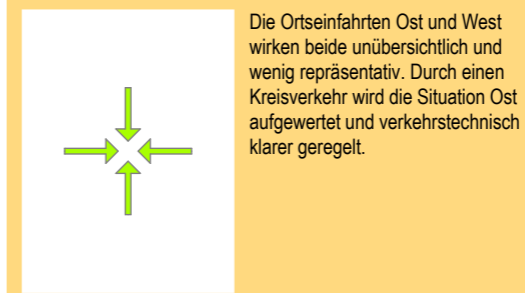 Die Ortseinfahrten Ost und West
wirken beide unübersichtlich und
wenig repräsentativ. Durch einen
Kreisverkehr wird die Situation Ost
aufgewertet und verkehrstechnisch
klarer geregelt.